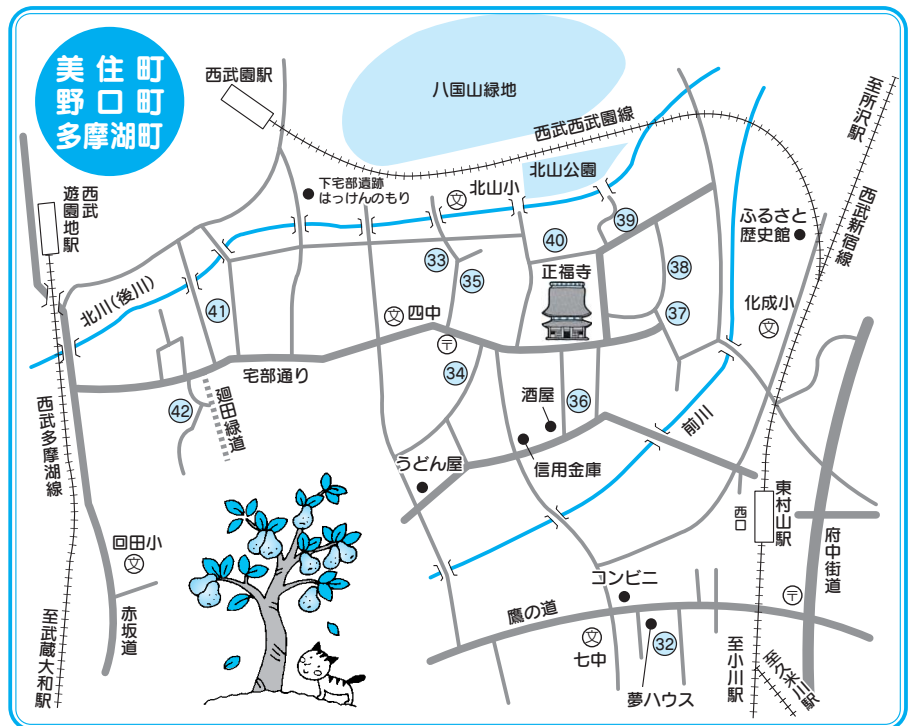 美住町
野口町
多摩湖町
西武園駅
八国山緑地
西武西武園線
至所沢駅
西武新宿線
北山公園
下宅部遺跡
はっけんのもり
文
北山小
西武
遊園地駅
ふるさと
歴史館
39
40
33
35
38
正福寺
北川(後川)
41
文 四中
37
化成小
文
〒
34
宅部通り
42
廻田緑道
酒屋
36
前川
西武多摩湖線
うどん屋
信用金庫
東村山駅
西口
府中街道
回田小
文
コンビニ
〒
鷹の道
赤坂道
文
七中
32
夢ハウス
至武蔵大和駅
至小川駅
至久米川駅